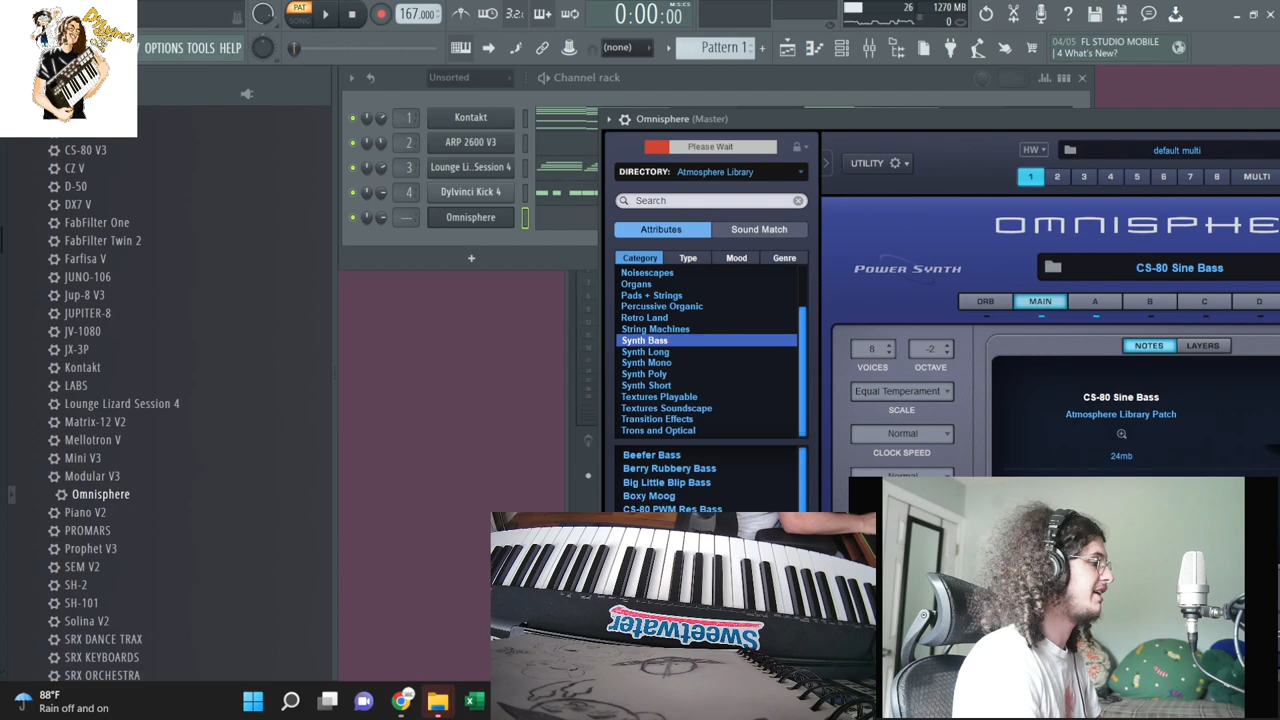 Dylvinci
PAT
SONG
167.000
3.2.
0:00:00
26
1270 MB
0
OPTIONS TOOLS HELP
(none)
Pattern 1
04/05 FL STUDIO MOBILE
| 4 What's New?
Unsorted
Channel rack
CS-80 V3
CZ V
D-50
DX7 V
FabFilter One
FabFilter Twin 2
Farfisa V
JUNO-106
Jup-8 V3
JUPITER-8
JV-1080
JX-3P
Kontakt
LABS
Lounge Lizard Session 4
Matrix-12 V2
Mellotron V
Mini V3
Modular V3
Omnisphere
Piano V2
PROMARS
Prophet V3
SEM V2
SH-2
SH-101
Solina V2
SRX DANCE TRAX
SRX KEYBOARDS
SRX ORCHESTRA
1 Kontakt
2 ARP 2600 V3
3 Lounge Li..Session 4
4 Dylvinci Kick 4
--- Omnisphere
+
Omnisphere (Master)
Please Wait
DIRECTORY: Atmosphere Library
Search
Attributes
Sound Match
Category
Type
Mood
Genre
Noisescapes
Organs
Pads + Strings
Percussive Organic
Retro Land
String Machines
Synth Bass
Synth Long
Synth Mono
Synth Poly
Synth Short
Textures Playable
Textures Soundscape
Transition Effects
Trons and Optical
Beefer Bass
Berry Rubbery Bass
Big Little Blip Bass
Boxy Moog
CS-80 PWM Res Bass
UTILITY
HW
default multi
1 2 3 4 5 6 7 8 MULTI
OMNISPHE
POWER SYNTH
CS-80 Sine Bass
ORB
MAIN
A
B
C
D
8
-2
VOICES
OCTAVE
Equal Temperament
SCALE
Normal
CLOCK SPEED
Normal
NOTES
LAYERS
CS-80 Sine Bass
Atmosphere Library Patch
24mb
Sweetwater
88°F
Rain off and on